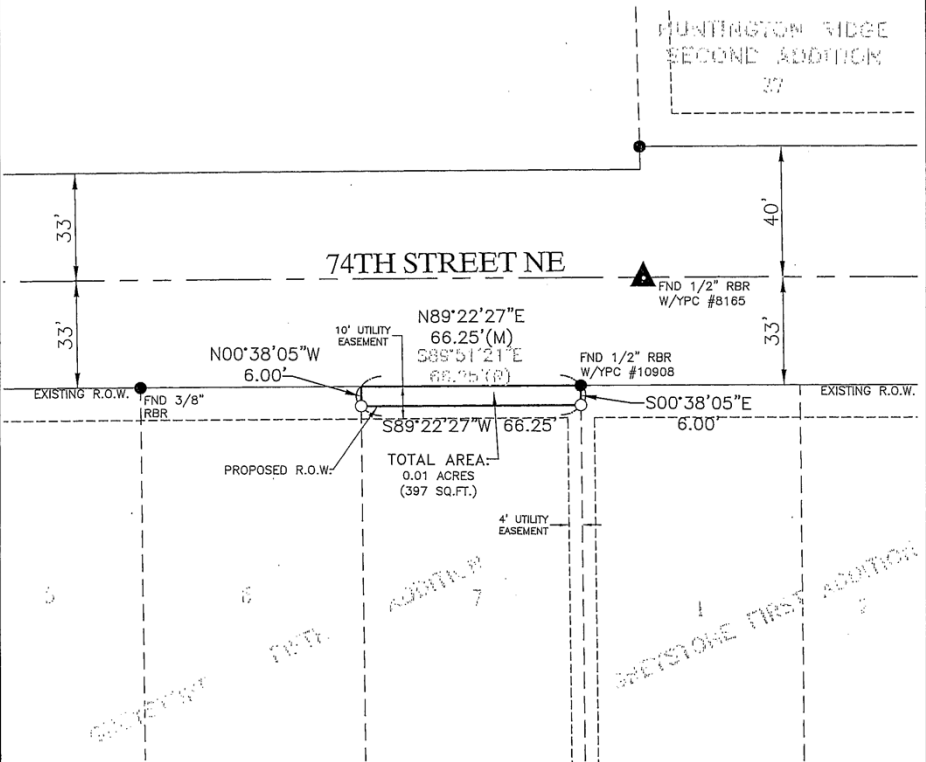 HUNTINGTON RIDGE
SECOND ADDITION
27
33'
40'
74TH STREET NE
FND 1/2" RBR
W/YPC #8165
33'
33'
N89°22'27"E
66.25'(M)
S89°51'21"E
66.25'(R)
10' UTILITY
EASEMENT
N00°38'05"W
6.00'
FND 1/2" RBR
W/YPC #10908
EXISTING R.O.W.
FND 3/8"
RBR
EXISTING R.O.W.
S00°38'05"E
6.00'
S89°22'27"W 66.25'
PROPOSED R.O.W.
TOTAL AREA:
0.01 ACRES
(397 SQ.FT.)
4' UTILITY
EASEMENT
5
6
7
1
2
ADDITION
GREYSTONE FIRST ADDITION